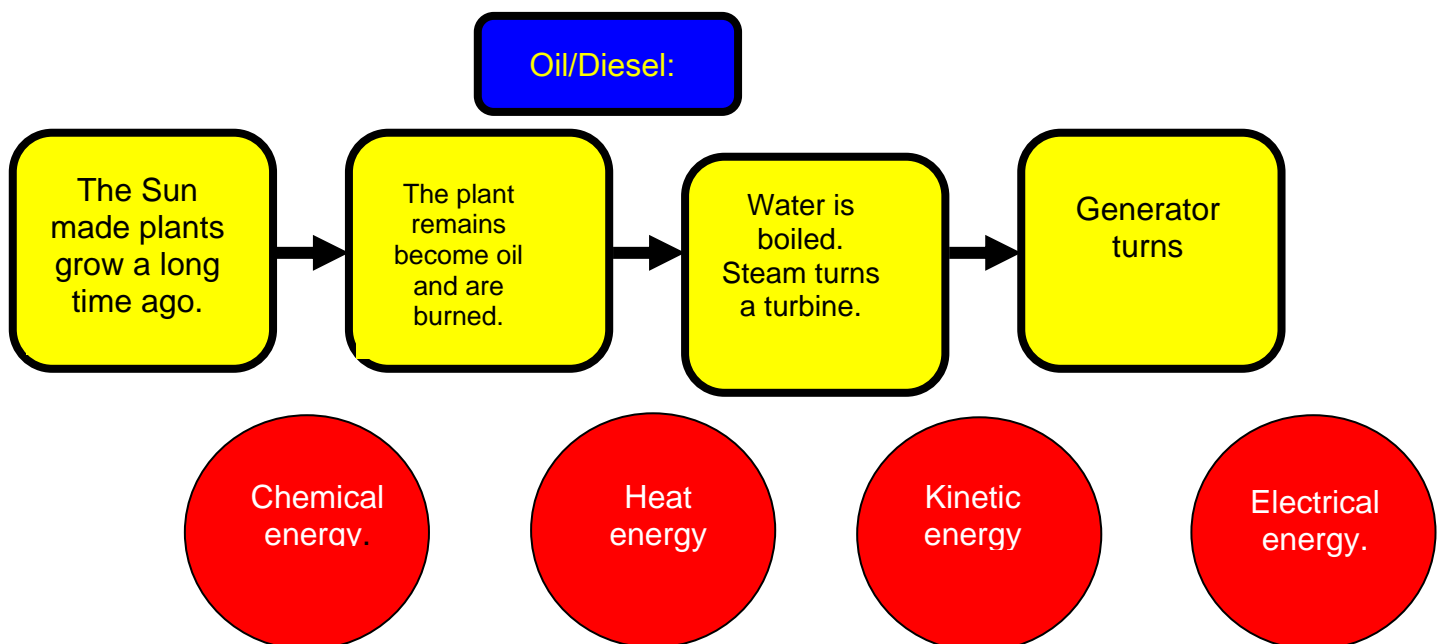 Oil/Diesel:
The Sun
made plants
grow a long
time ago.
The plant
remains
become oil
and are
burned.
Water is
boiled.
Steam turns
a turbine.
Generator
turns
Chemical
energy.
Heat
energy
Kinetic
energy
Electrical
energy.